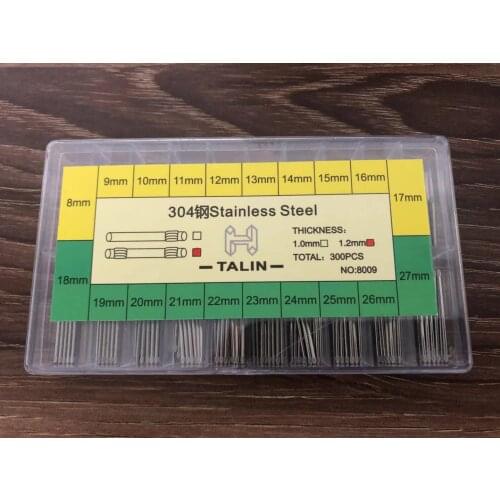 8mm 9mm 10mm 11mm 12mm 13mm 14mm 15mm 16mm 17mm
304钢Stainless Steel
THICKNESS:
1.0mm 1.2mm
TOTAL: 300PCS
NO:8009
TALIN
18mm 19mm 20mm 21mm 22mm 23mm 24mm 25mm 26mm 27mm